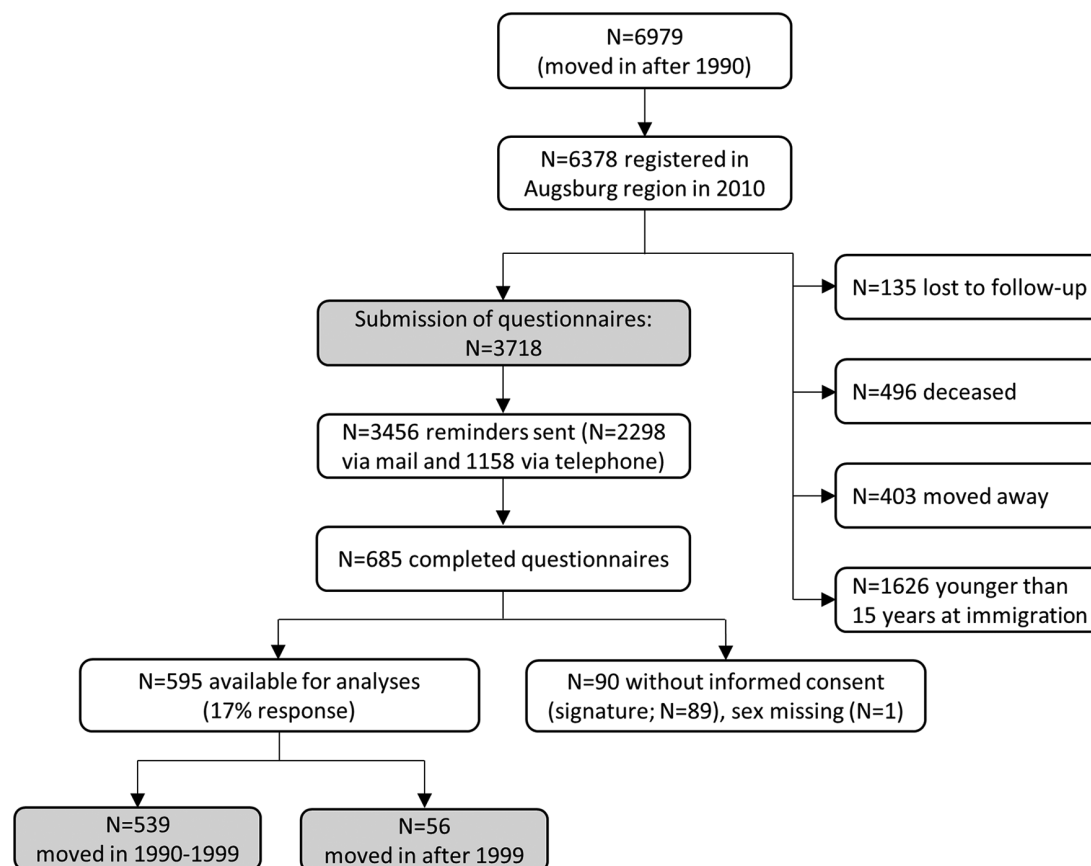 N=6979
(moved in after 1990)
N=6378 registered in
Augsburg region in 2010
N=135 lost to follow-up
Submission of questionnaires:
N=3718
N=496 deceased
N=3456 reminders sent (N=2298
via mail and 1158 via telephone)
N=403 moved away
N=685 completed questionnaires
N=1626 younger than
15 years at immigration
N=595 available for analyses
(17% response)
N=90 without informed consent
(signature; N=89), sex missing (N=1)
N=539
moved in 1990-1999
N=56
moved in after 1999